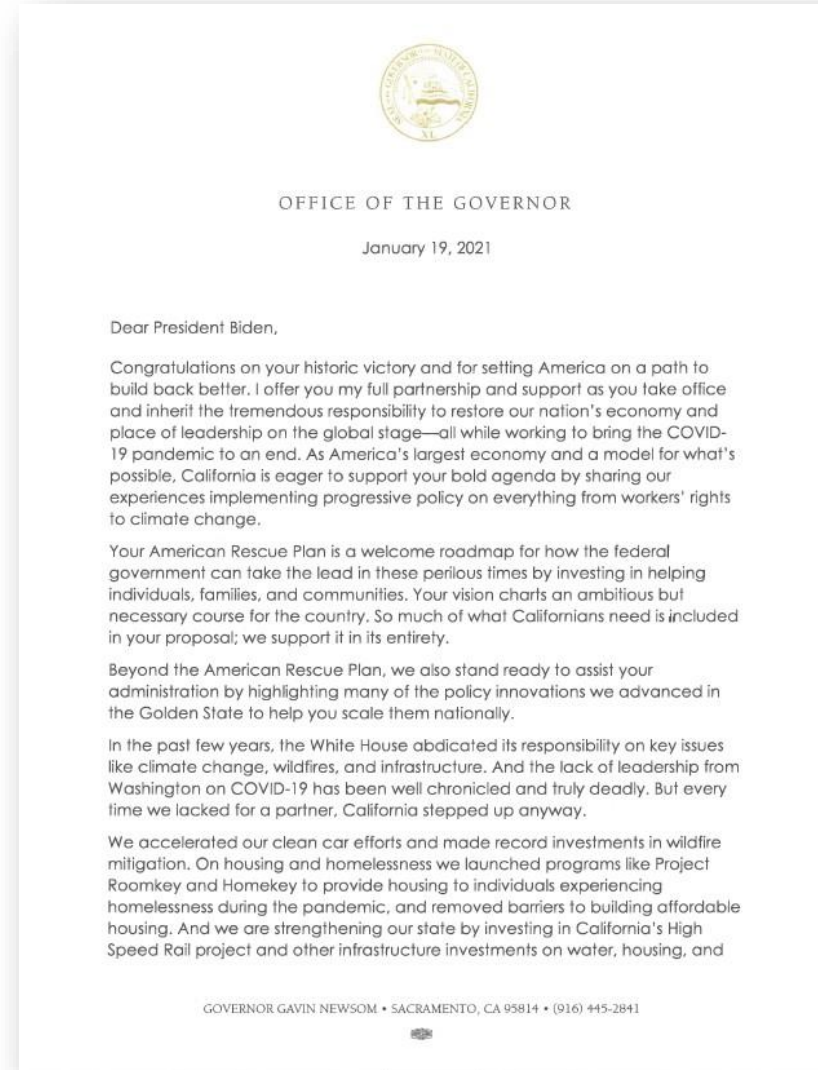 OFFICE OF THE GOVERNOR
January 19, 2021
Dear President Biden,
Congratulations on your historic victory and for setting America on a path to
build back better. I offer you my full partnership and support as you take office
and inherit the tremendous responsibility to restore our nation's economy and
place of leadership on the global stage—all while working to bring the COVID-
19 pandemic to an end. As America's largest economy and a model for what's
possible, California is eager to support your bold agenda by sharing our
experiences implementing progressive policy on everything from workers' rights
to climate change.
Your American Rescue Plan is a welcome roadmap for how the federal
government can take the lead in these perilous times by investing in helping
individuals, families, and communities. Your vision charts an ambitious but
necessary course for the country. So much of what Californians need is included
in your proposal; we support it in its entirety.
Beyond the American Rescue Plan, we also stand ready to assist your
administration by highlighting many of the policy innovations we advanced in
the Golden State to help you scale them nationally.
In the past few years, the White House abdicated its responsibility on key issues
like climate change, wildfires, and infrastructure. And the lack of leadership from
Washington on COVID-19 has been well chronicled and truly deadly. But every
time we lacked for a partner, California stepped up anyway.
We accelerated our clean car efforts and made record investments in wildfire
mitigation. On housing and homelessness we launched programs like Project
Roomkey and Homekey to provide housing to individuals experiencing
homelessness during the pandemic, and removed barriers to building affordable
housing. And we are strengthening our state by investing in California's High
Speed Rail project and other infrastructure investments on water, housing, and
GOVERNOR GAVIN NEWSOM • SACRAMENTO, CA 95814 • (916) 445-2841